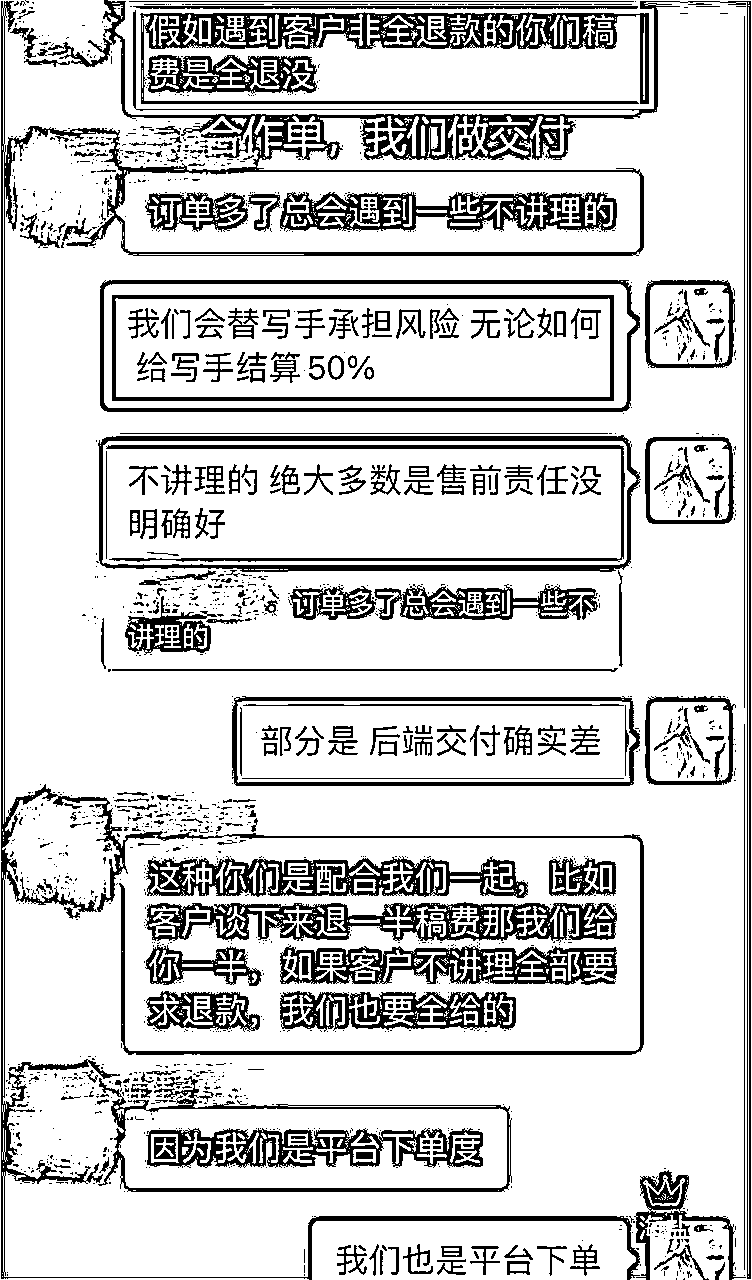 假如遇到客户非全退款的你们稿
费是全退没
合作单，我们做交付
订单多了总会遇到一些不讲理的
我们会替写手承担风险 无论如何
给写手结算50%
不讲理的 绝大多数是售前责任没
明确好
订单多了总会遇到一些不
讲理的
部分是 后端交付确实差
这种你们是配合我们一起，比如
客户谈下来退一半稿费那我们给
你一半，如果客户不讲理全部要
求退款，我们也要全给的
因为我们是平台下单度
海盐
我们也是平台下单